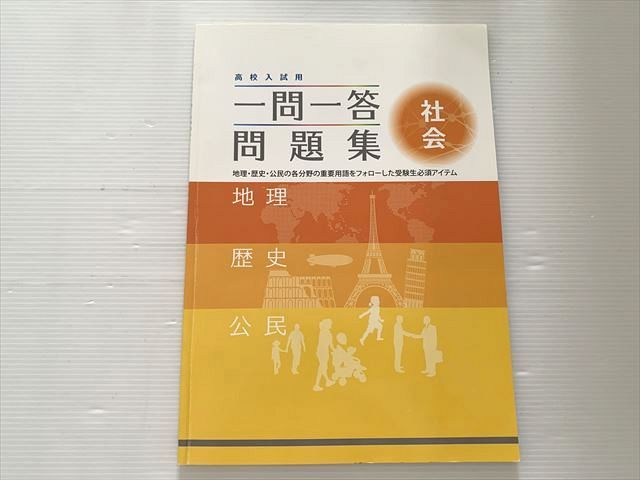 高校入試用
一問一答
問題集
社会
地理・歴史・公民の各分野の重要用語をフォローした受験生必須アイテム
地理
歴史
公民